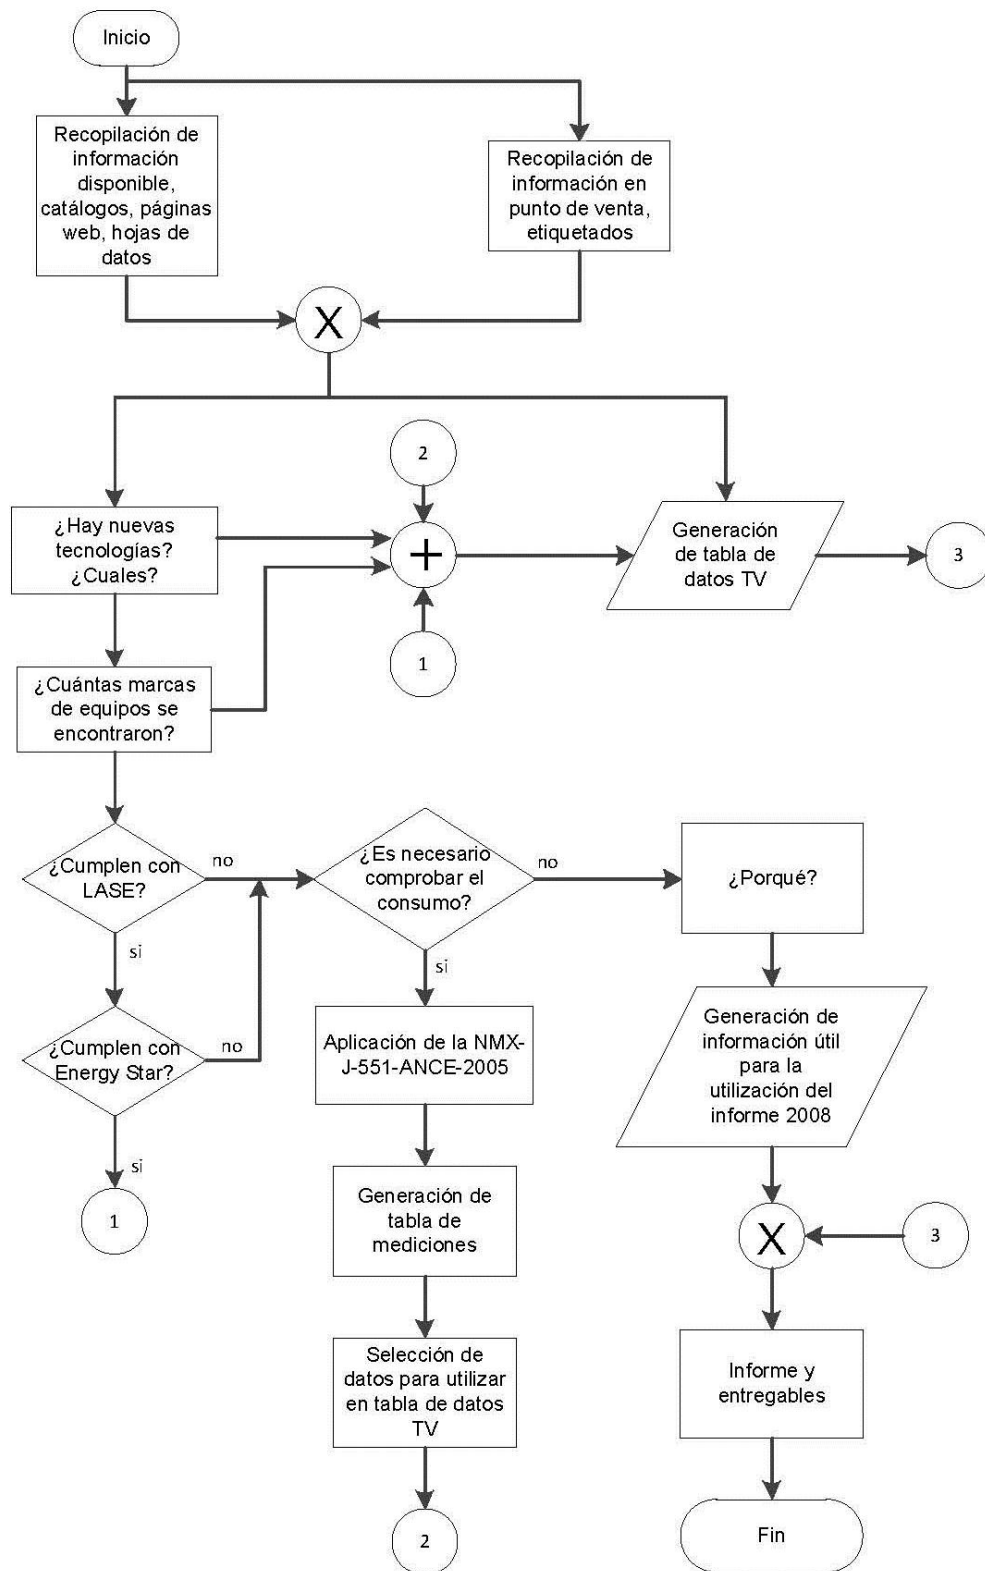 Inicio
Recopilación de
información
disponible,
catálogos, páginas
web, hojas de
datos
Recopilación de
información en
punto de venta,
etiquetados
X
2
¿Hay nuevas
tecnologías?
¿Cuales?
+
Generación
de tabla de
datos TV
3
1
¿Cuántas marcas
de equipos se
encontraron?
¿Cumplen con
LASE?
no
¿Es necesario
comprobar el
consumo?
no
¿Porqué?
si
si
¿Cumplen con
Energy Star?
no
Aplicación de la NMX-
J-551-ANCE-2005
Generación de
información útil
para la
utilización del
informe 2008
si
1
Generación de
tabla de
mediciones
X
3
Selección de
datos para utilizar
en tabla de datos
TV
Informe y
entregables
2
Fin